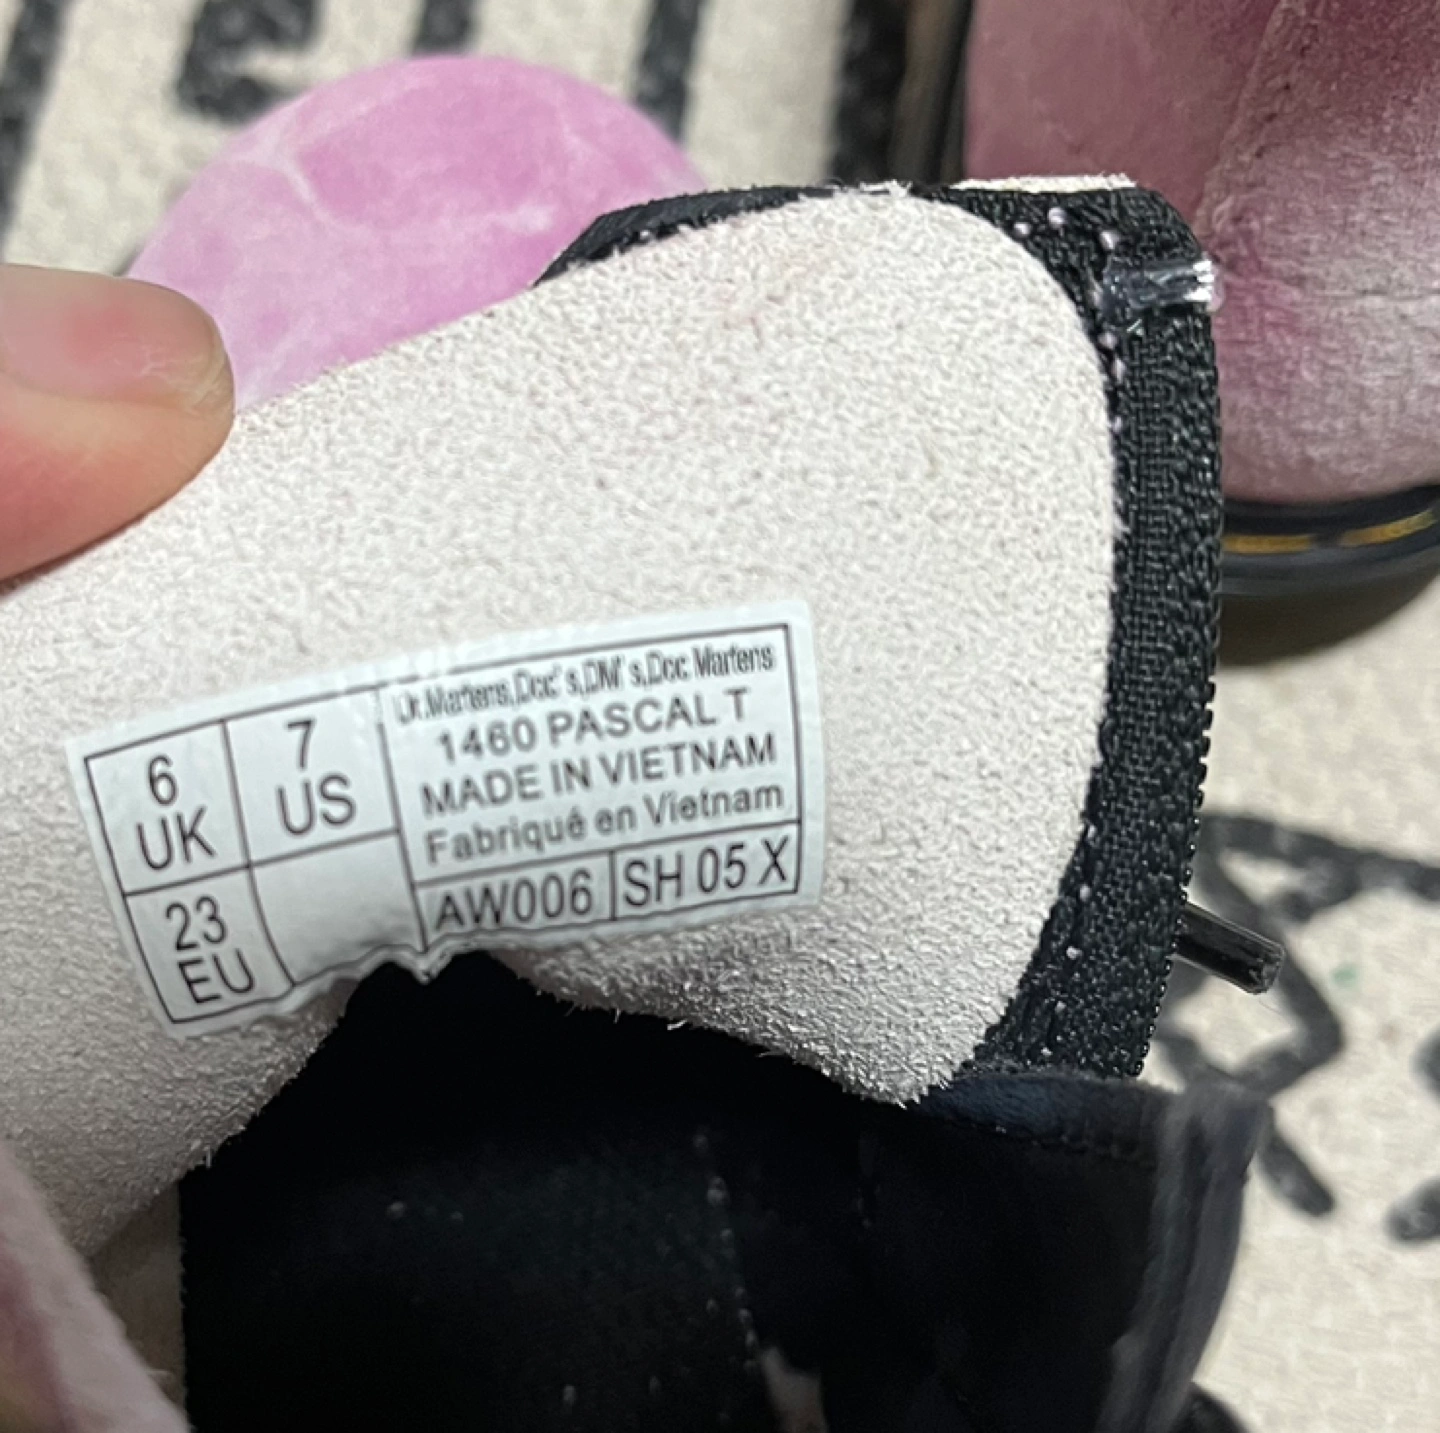 6 UK
7 US
23 EU
Dr.Martens,Doc' s,DM' s,Doc Martens
1460 PASCAL T
MADE IN VIETNAM
Fabriqué en Vietnam
AW006
SH 05 X